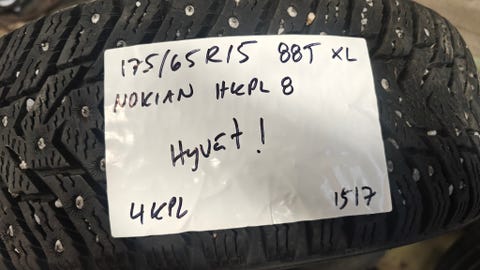 175/65R15 88T XL
NOKIAN HKPL 8
Hyvät!
4KPL 1517